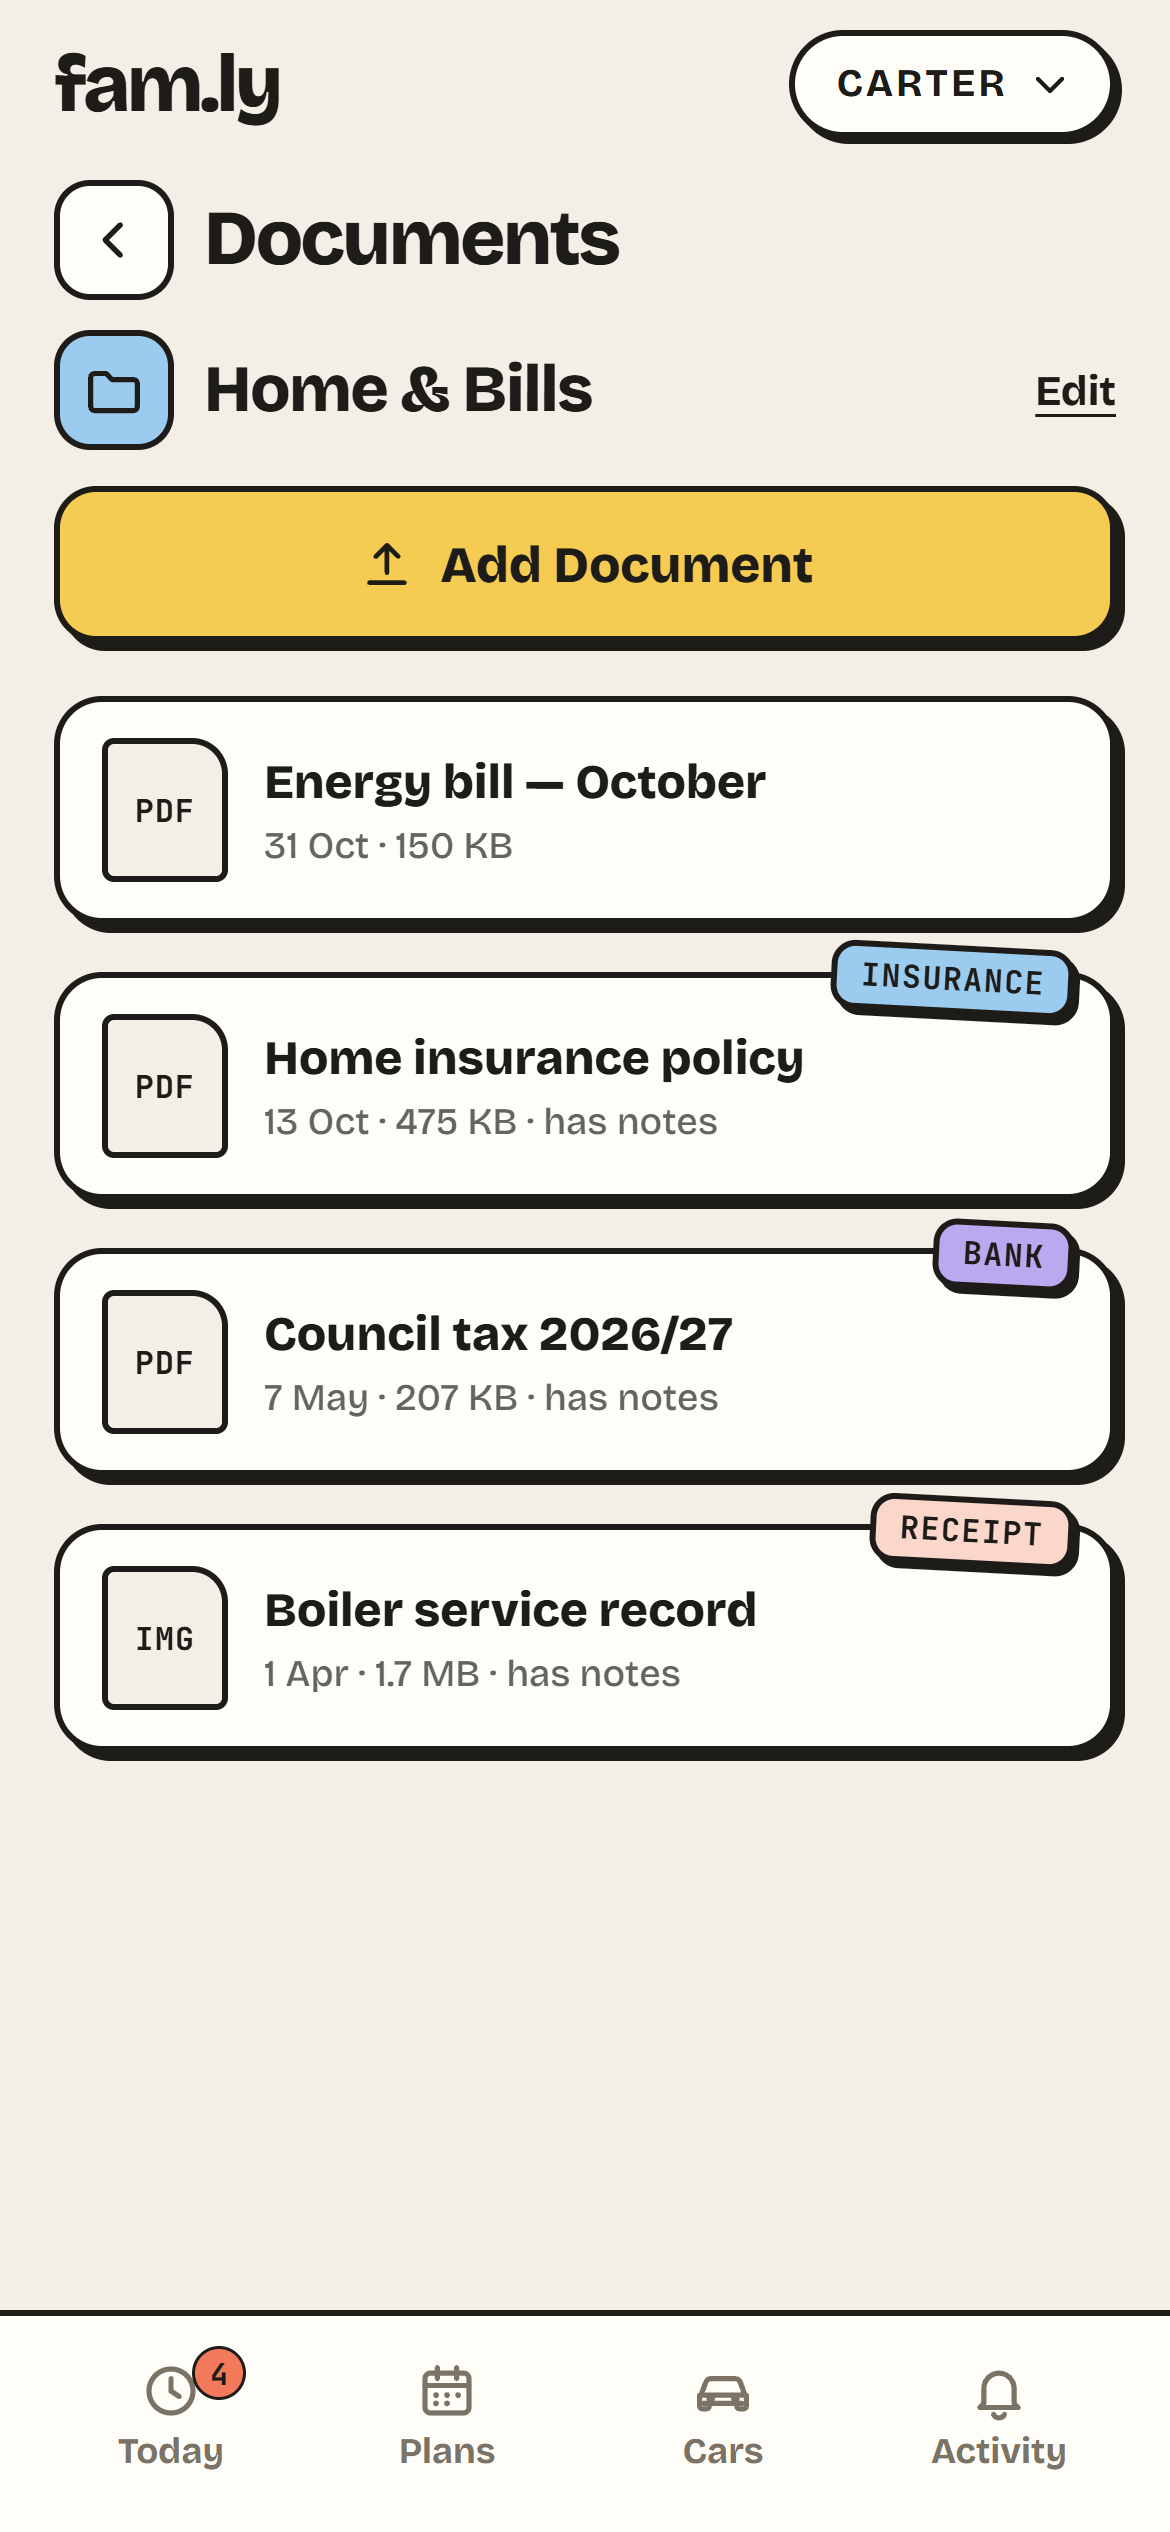 fam.ly
CARTER
Documents
Home & Bills
Edit
Add Document
PDF
Energy bill — October
31 Oct · 150 KB
INSURANCE
PDF
Home insurance policy
13 Oct · 475 KB · has notes
BANK
PDF
Council tax 2026/27
7 May · 207 KB · has notes
RECEIPT
IMG
Boiler service record
1 Apr · 1.7 MB · has notes
4
Today
Plans
Cars
Activity